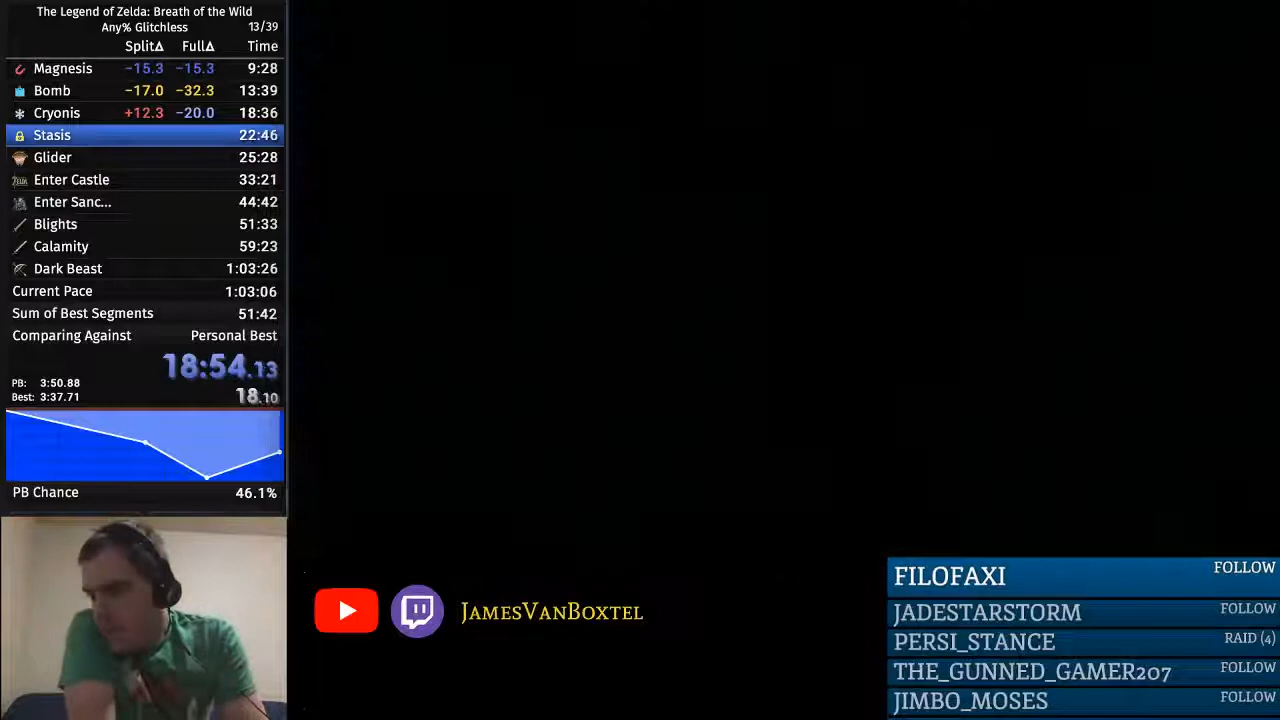 The Legend of Zelda: Breath of the Wild
Any% Glitchless 13/39
SplitΔ FullΔ Time
Magnesis −15.3 −15.3 9:28
Bomb −17.0 −32.3 13:39
Cryonis +12.3 −20.0 18:36
Stasis 22:46
Glider 25:28
Enter Castle 33:21
Enter Sanc... 44:42
Blights 51:33
Calamity 59:23
Dark Beast 1:03:26
Current Pace 1:03:06
Sum of Best Segments 51:42
Comparing Against Personal Best
18:54.13
PB: 3:50.88
Best: 3:37.71
18.10
PB Chance 46.1%
JamesVanBoxtel
FILOFAXI FOLLOW
JADESTARSTORM FOLLOW
PERSI_STANCE RAID (4)
THE_GUNNED_GAMER207 FOLLOW
JIMBO_MOSES FOLLOW